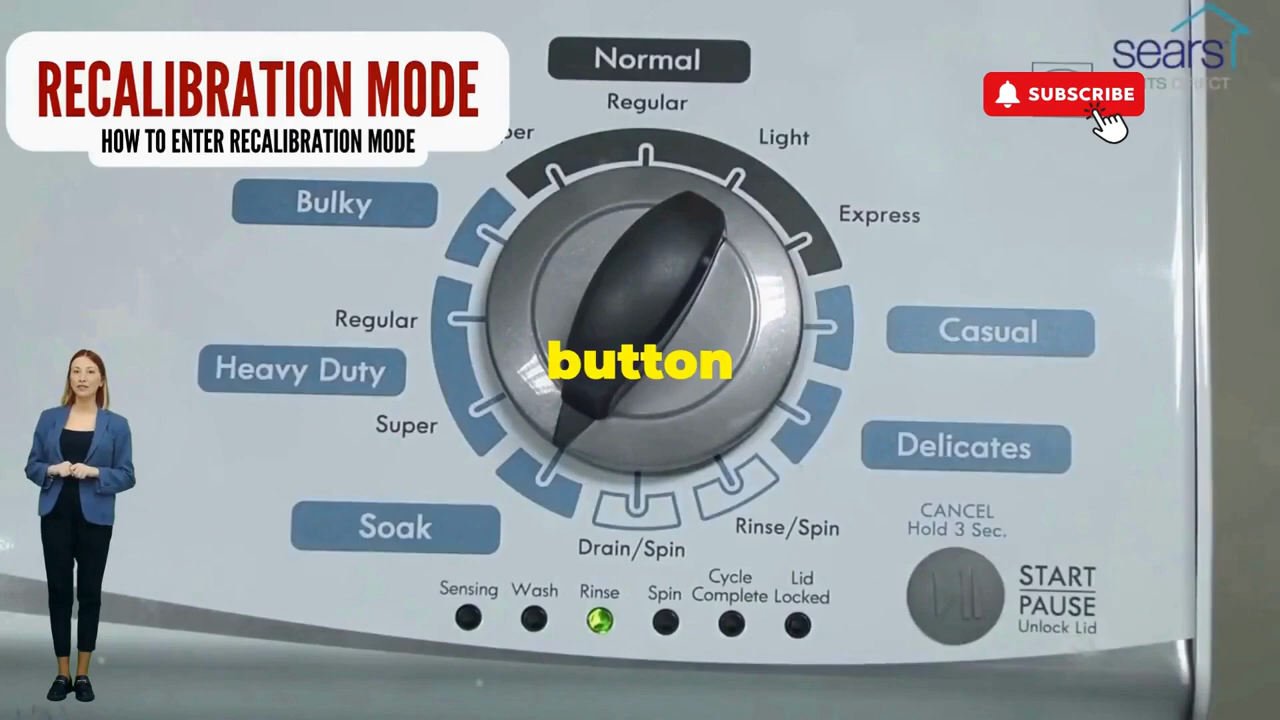 RECALIBRATION MODE
HOW TO ENTER RECALIBRATION MODE
sears
DIRECT
SUBSCRIBE
Normal
Regular
Light
Express
Bulky
Regular
Heavy Duty
Super
Casual
Delicates
button
Soak
Drain/Spin
Rinse/Spin
CANCEL
Hold 3 Sec.
START
PAUSE
Unlock Lid
Sensing
Wash
Rinse
Spin
Cycle
Complete
Lid
Locked